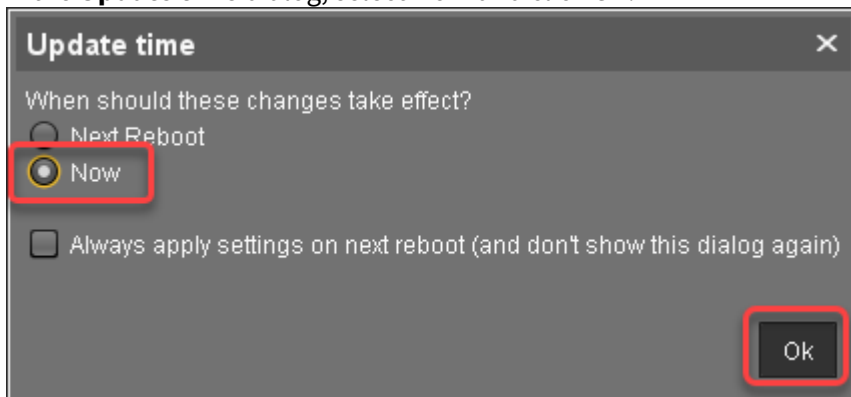 Update time
When should these changes take effect?
Next Reboot
Now
Always apply settings on next reboot (and don't show this dialog again)
Ok